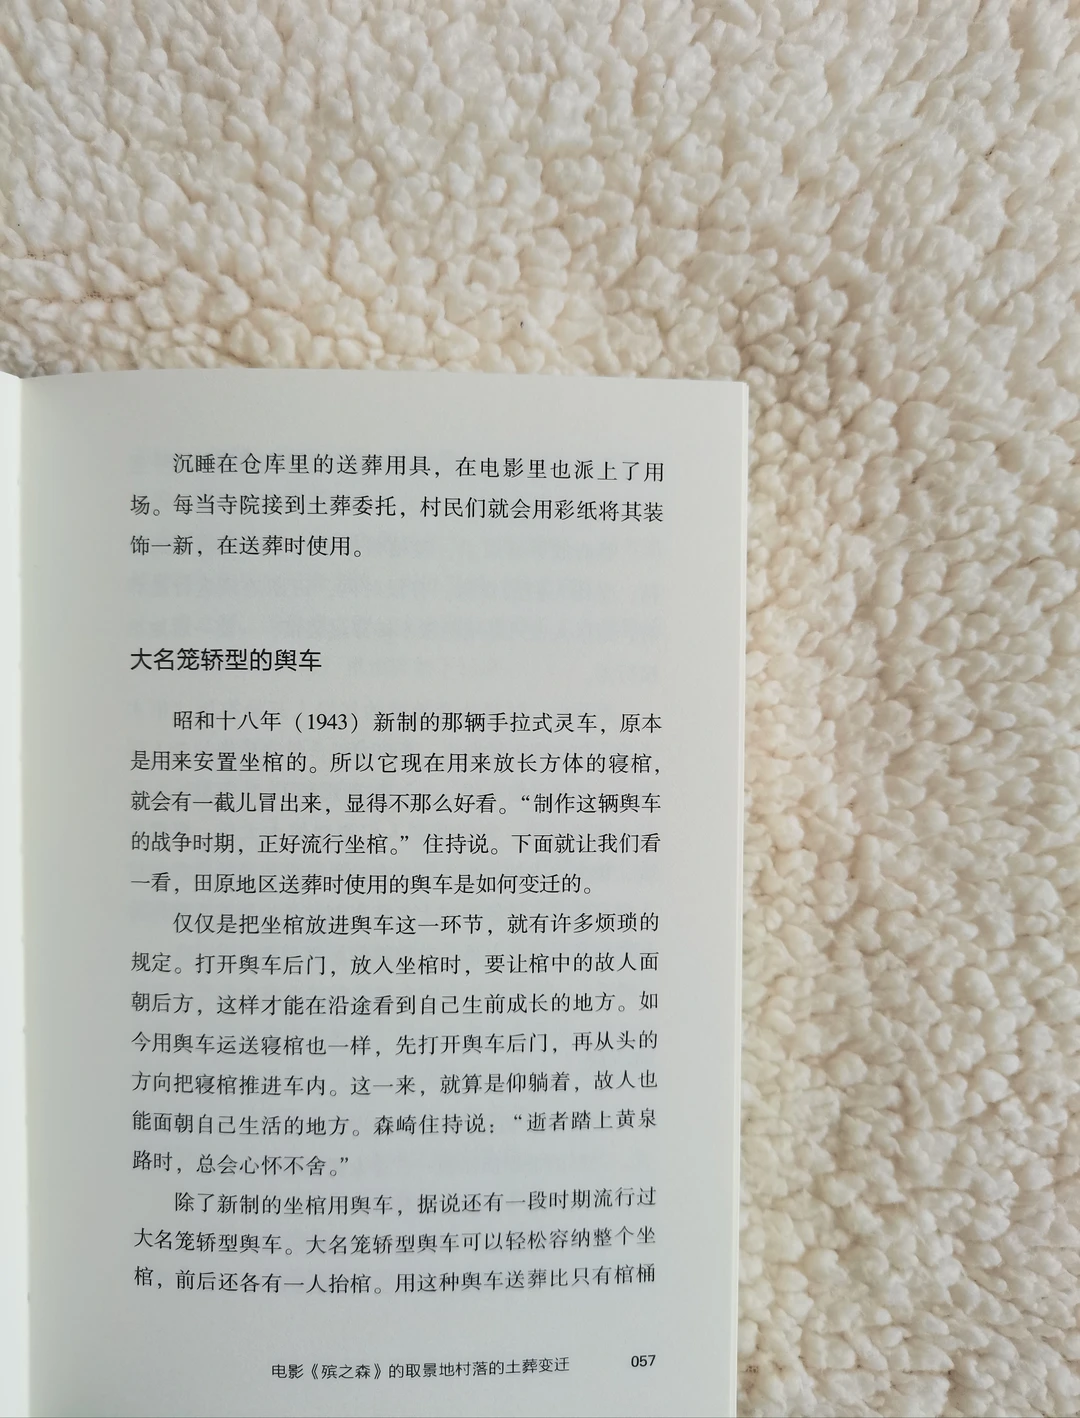 沉睡在仓库里的送葬用具，在电影里也派上了用
场。每当寺院接到土葬委托，村民们就会用彩纸将其装
饰一新，在送葬时使用。
大名笼轿型的舆车
昭和十八年（1943）新制的那辆手拉式灵车，原本
是用来安置坐棺的。所以它现在用来放长方体的寝棺，
就会有一截儿冒出来，显得不那么好看。“制作这辆舆车
的战争时期，正好流行坐棺。”住持说。下面就让我们看
一看，田原地区送葬时使用的舆车是如何变迁的。
仅仅是把坐棺放进舆车这一环节，就有许多烦琐的
规定。打开舆车后门，放入坐棺时，要让棺中的故人面
朝后方，这样才能在沿途看到自己生前成长的地方。如
今用舆车运送寝棺也一样，先打开舆车后门，再从头的
方向把寝棺推进车内。这一来，就算是仰躺着，故人也
能面朝自己生活的地方。森崎住持说：“逝者踏上黄泉
路时，总会心怀不舍。”
除了新制的坐棺用舆车，据说还有一段时期流行过
大名笼轿型舆车。大名笼轿型舆车可以轻松容纳整个坐
棺，前后还各有一人抬棺。用这种舆车送葬比只有棺桶
电影《殡之森》的取景地村落的土葬变迁 057